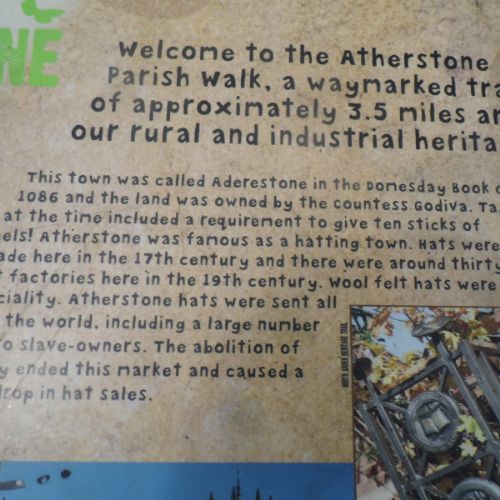 NE
Welcome to the Atherstone
Parish Walk, a waymarked tra
of approximately 3.5 miles an
our rural and industrial herita
This town was called Aderestone in the Domesday Book
1086 and the land was owned by the Countess Godiva. Ta
at the time included a requirement to give ten sticks of
els! Atherstone was famous as a hatting town. Hats were
ade here in the 17th century and there were around thirty
factories here in the 19th century. Wool felt hats were
ciality. Atherstone hats were sent all
the world, including a large number
o slave-owners. The abolition of
y ended this market and caused a
drop in hat sales.
NORTH ARDEN HERITAGE TRAIL